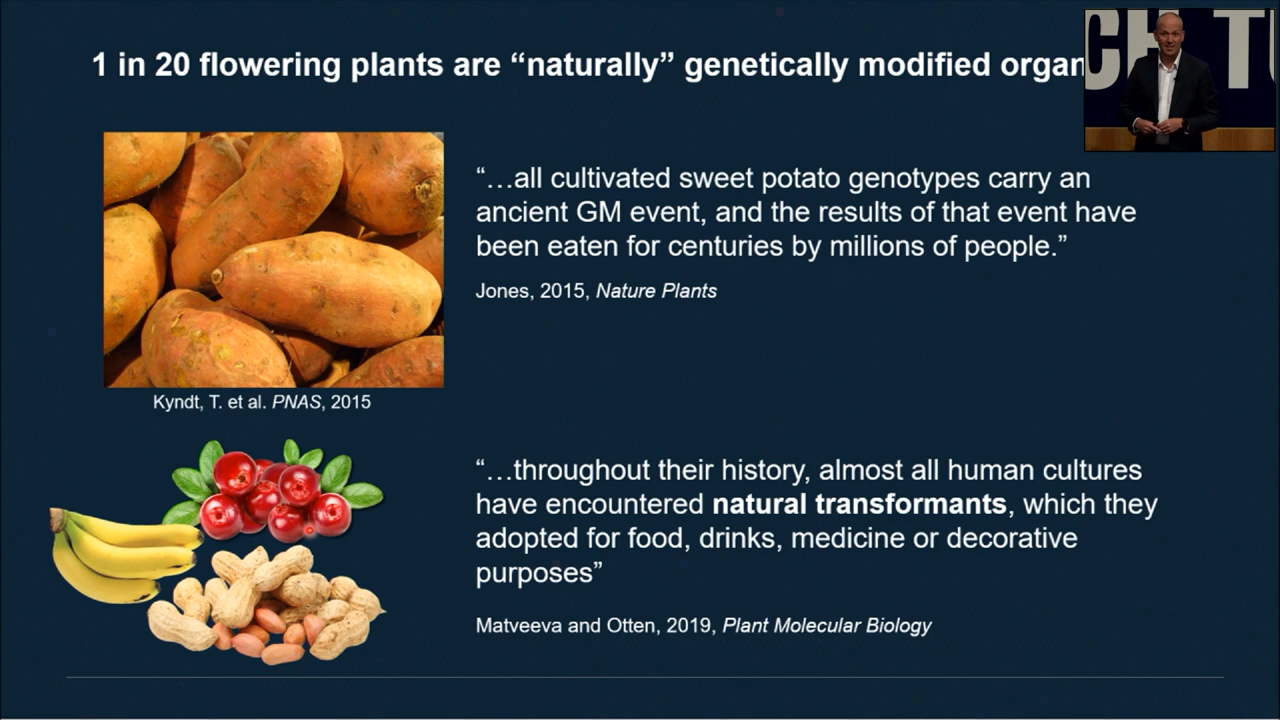 1 in 20 flowering plants are “naturally” genetically modified
“…all cultivated sweet potato genotypes carry an
ancient GM event, and the results of that event have
been eaten for centuries by millions of people.”
Jones, 2015, Nature Plants
Kyndt, T. et al. PNAS, 2015
“…throughout their history, almost all human cultures
have encountered natural transformants, which they
adopted for food, drinks, medicine or decorative
purposes”
Matveeva and Otten, 2019, Plant Molecular Biology